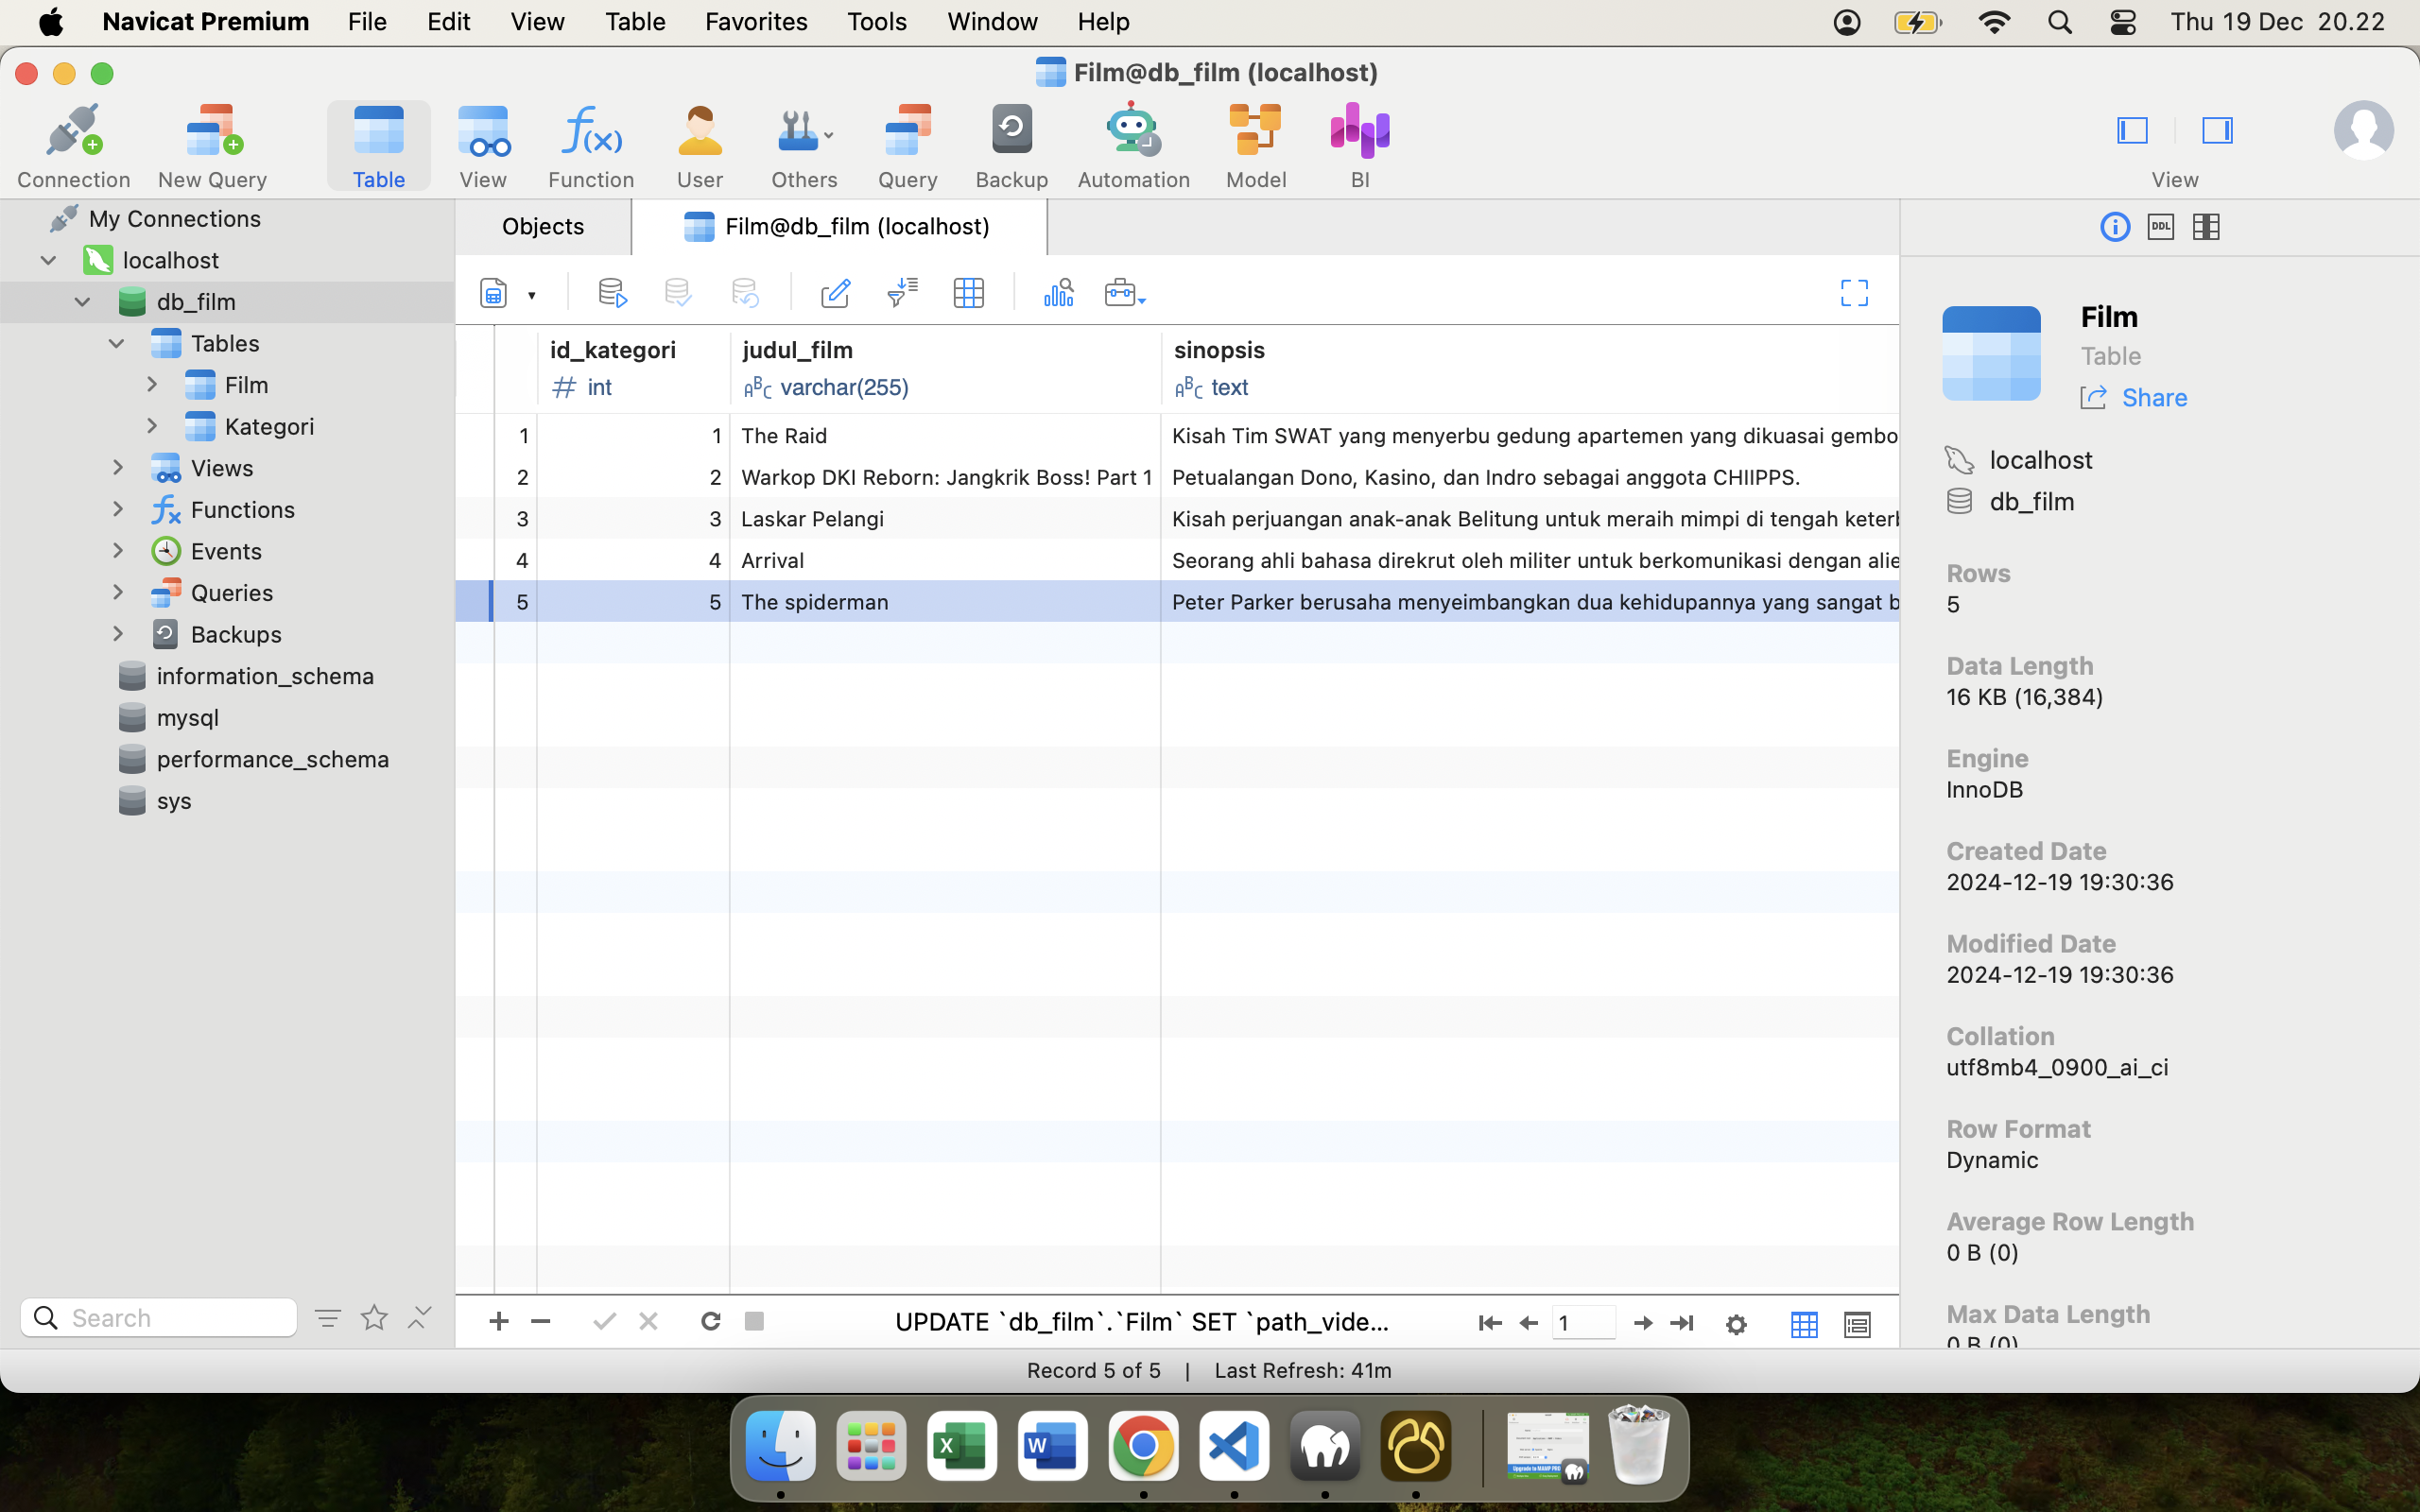 Navicat Premium File Edit View Table Favorites Tools Window Help Thu 19 Dec 20.22
Film@db_film (localhost)
Connection New Query Table View Function User Others Query Backup Automation Model BI View
My Connections
localhost
db_film
Tables
Film
Kategori
Views
Functions
Events
Queries
Backups
information_schema
mysql
performance_schema
sys
Search
Objects Film@db_film (localhost)
id_kategori judul_film sinopsis
# int ABC varchar(255) ABC text
1 1 The Raid Kisah Tim SWAT yang menyerbu gedung apartemen yang dikuasai gembo
2 2 Warkop DKI Reborn: Jangkrik Boss! Part 1 Petualangan Dono, Kasino, dan Indro sebagai anggota CHIIPPS.
3 3 Laskar Pelangi Kisah perjuangan anak-anak Belitung untuk meraih mimpi di tengah keterb
4 4 Arrival Seorang ahli bahasa direkrut oleh militer untuk berkomunikasi dengan alie
5 5 The spiderman Peter Parker berusaha menyeimbangkan dua kehidupannya yang sangat b
UPDATE `db_film`.`Film` SET `path_vide... 1
Record 5 of 5 | Last Refresh: 41m
DDL
Film
Table
Share
localhost
db_film
Rows
5
Data Length
16 KB (16,384)
Engine
InnoDB
Created Date
2024-12-19 19:30:36
Modified Date
2024-12-19 19:30:36
Collation
utf8mb4_0900_ai_ci
Row Format
Dynamic
Average Row Length
0 B (0)
Max Data Length
0 B (0)